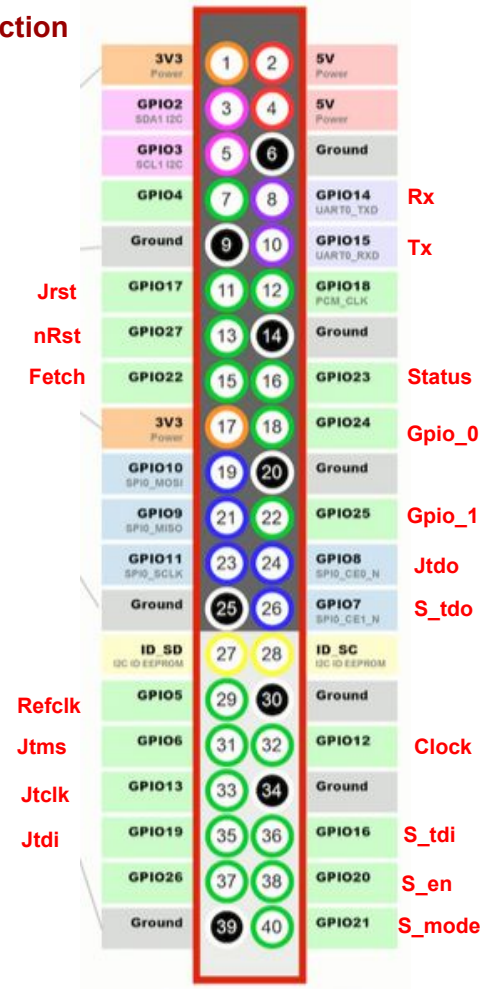 ction
3V3
Power
1
2
5V
Power
GPIO2
SDA1 I2C
3
4
5V
Power
GPIO3
SCL1 I2C
5
6
Ground
GPIO4
7
8
GPIO14
UART0_TXD
Rx
Ground
9
10
GPIO15
UART0_RXD
Tx
Jrst
GPIO17
11
12
GPIO18
PCM_CLK
nRst
GPIO27
13
14
Ground
Fetch
GPIO22
15
16
GPIO23
Status
3V3
Power
17
18
GPIO24
Gpio_0
GPIO10
SPI0_MOSI
19
20
Ground
GPIO9
SPI0_MISO
21
22
GPIO25
Gpio_1
GPIO11
SPI0_SCLK
23
24
GPIO8
SPI0_CE0_N
Jtdo
Ground
25
26
GPIO7
SPI0_CE1_N
S_tdo
ID_SD
I2C ID EEPROM
27
28
ID_SC
I2C ID EEPROM
Refclk
GPIO5
29
30
Ground
Jtms
GPIO6
31
32
GPIO12
Clock
Jtclk
GPIO13
33
34
Ground
Jtdi
GPIO19
35
36
GPIO16
S_tdi
GPIO26
37
38
GPIO20
S_en
Ground
39
40
GPIO21
S_mode